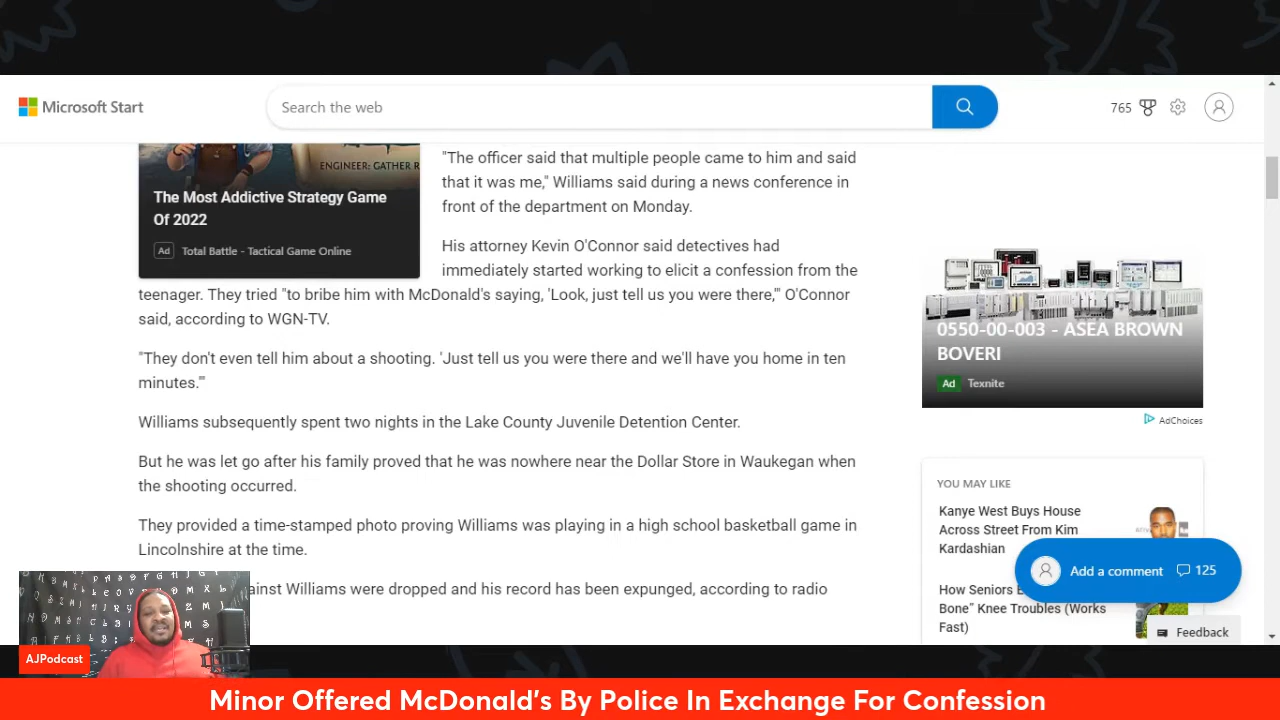 Microsoft Start
Search the web
765
ENGINEER: GATHER R
The Most Addictive Strategy Game
Of 2022
Ad Total Battle - Tactical Game Online
"The officer said that multiple people came to him and said
that it was me," Williams said during a news conference in
front of the department on Monday.
His attorney Kevin O'Connor said detectives had
immediately started working to elicit a confession from the
teenager. They tried "to bribe him with McDonald's saying, 'Look, just tell us you were there,'" O'Connor
said, according to WGN-TV.
"They don't even tell him about a shooting. 'Just tell us you were there and we'll have you home in ten
minutes.'"
Williams subsequently spent two nights in the Lake County Juvenile Detention Center.
But he was let go after his family proved that he was nowhere near the Dollar Store in Waukegan when
the shooting occurred.
They provided a time-stamped photo proving Williams was playing in a high school basketball game in
Lincolnshire at the time.
ainst Williams were dropped and his record has been expunged, according to radio
0550-00-003 - ASEA BROWN
BOVERI
Ad Texnite
AdChoices
YOU MAY LIKE
Kanye West Buys House
Across Street From Kim
Kardashian
How Seniors
Bone" Knee Troubles (Works
Fast)
Add a comment 125
Feedback
AJPodcast
Minor Offered McDonald's By Police In Exchange For Confession